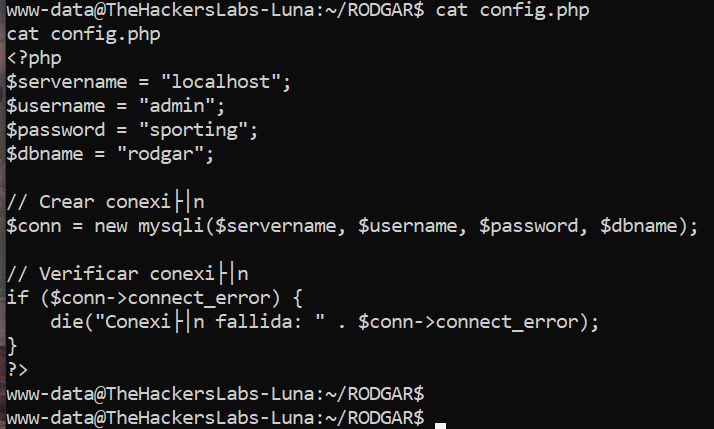 www-data@TheHackersLabs-Luna:~/RODGAR$ cat config.php
cat config.php
<?php
$servername = "localhost";
$username = "admin";
$password = "sporting";
$dbname = "rodgar";

// Crear conexi├│n
$conn = new mysqli($servername, $username, $password, $dbname);

// Verificar conexi├│n
if ($conn->connect_error) {
    die("Conexi├│n fallida: " . $conn->connect_error);
}
?>
www-data@TheHackersLabs-Luna:~/RODGAR$
www-data@TheHackersLabs-Luna:~/RODGAR$